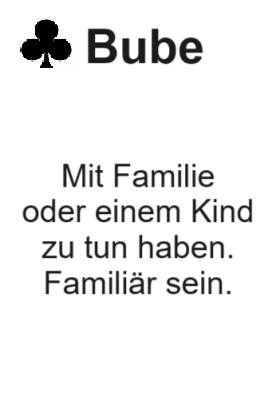 ♣ Bube
Mit Familie
oder einem Kind
zu tun haben.
Familiär sein.